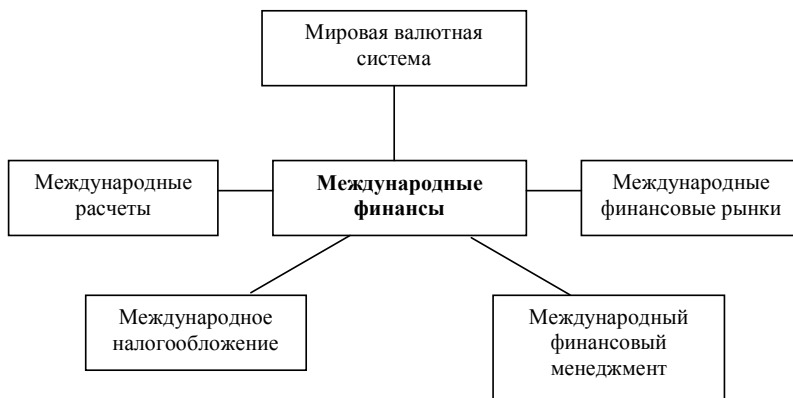 Мировая валютная
система
Международные
расчеты
Международные
финансы
Международные
финансовые рынки
Международное
налогообложение
Международный
финансовый
менеджмент